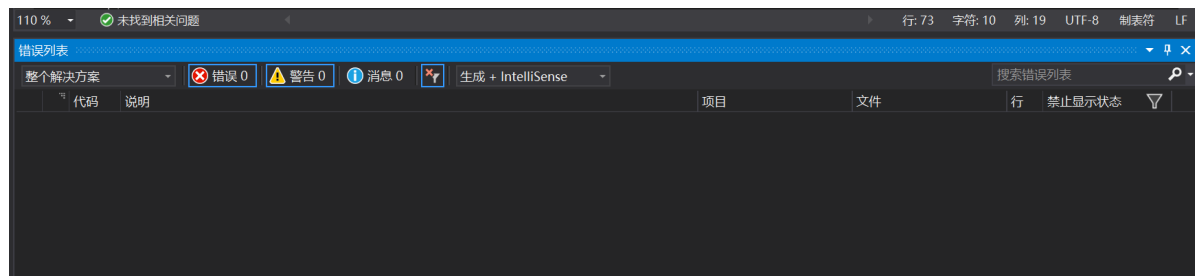 110 % 未找到相关问题 行: 73 字符: 10 列: 19 UTF-8 制表符 LF
错误列表
整个解决方案 错误 0 警告 0 消息 0 生成 + IntelliSense 搜索错误列表
代码 说明 项目 文件 行 禁止显示状态